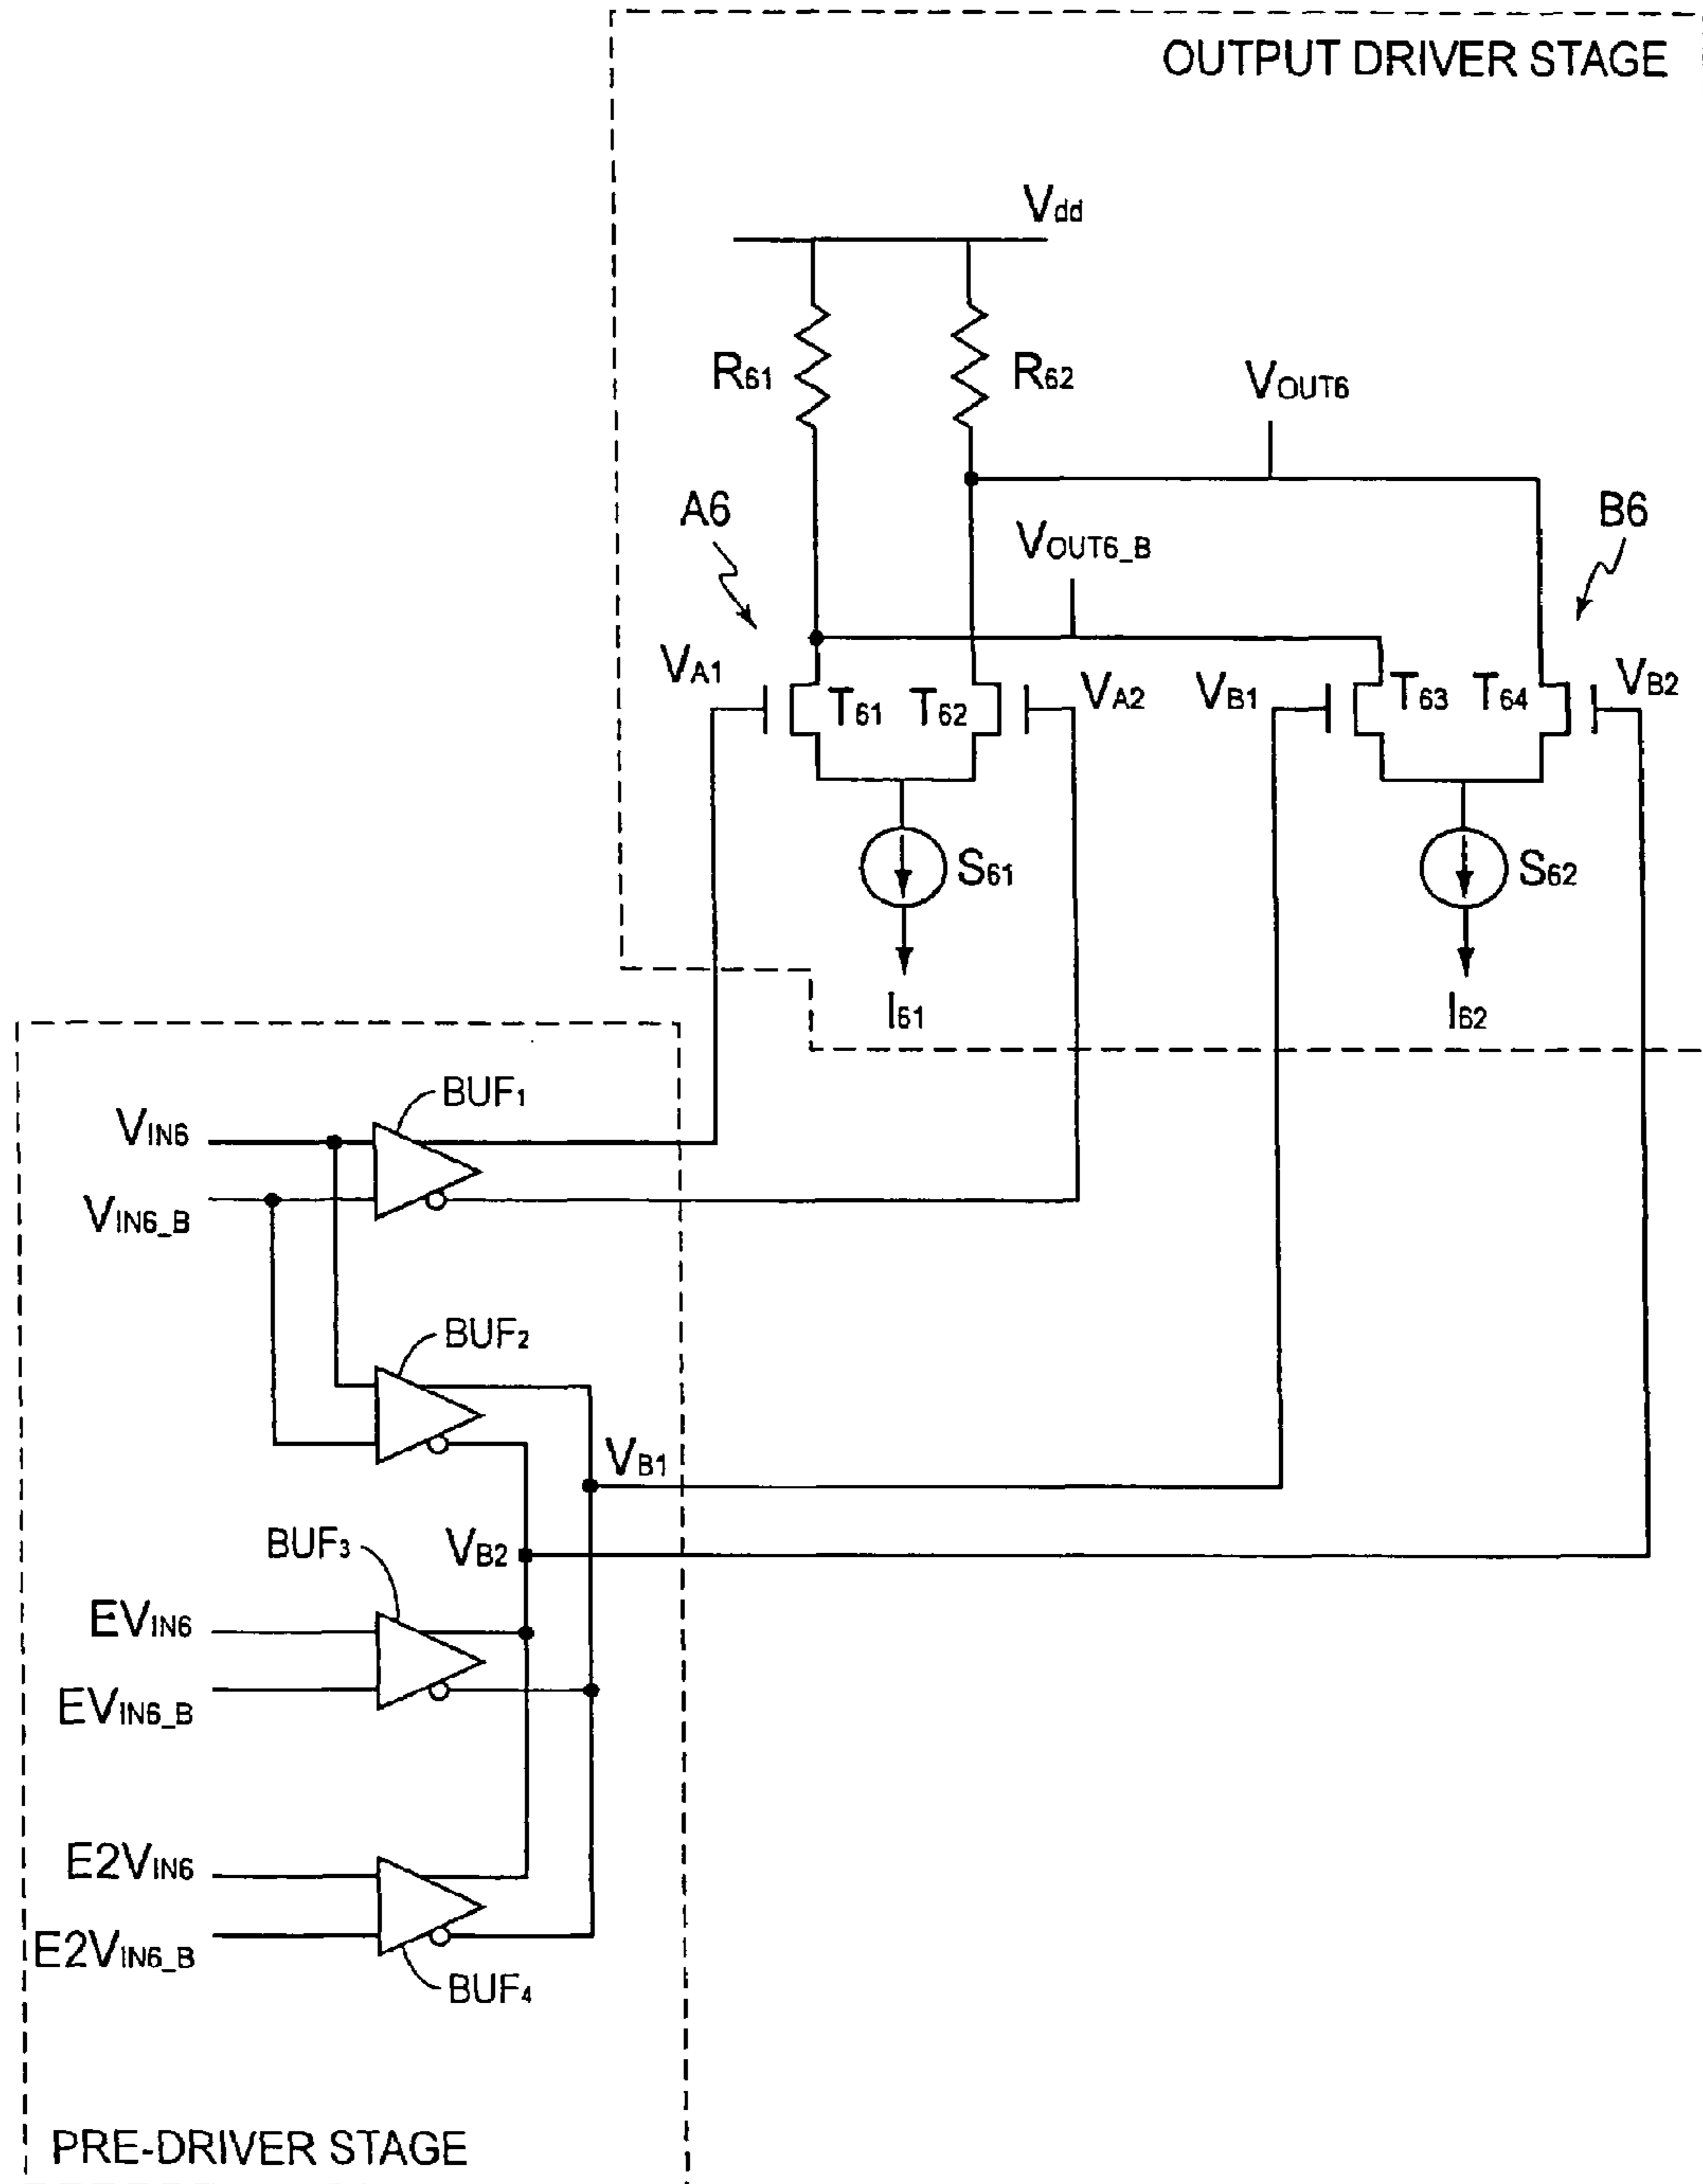 OUTPUT DRIVER STAGE
Vdd
R61
R62
VOUT6
A6
B6
VOUT6_B
VA1
T61
T62
VA2
VB1
T63
T64
VB2
S61
S62
I61
I62
BUF1
VIN6
VIN6_B
BUF2
VB1
BUF3
VB2
EVIN6
EVIN6_B
E2VIN6
E2VIN6_B
BUF4
PRE-DRIVER STAGE